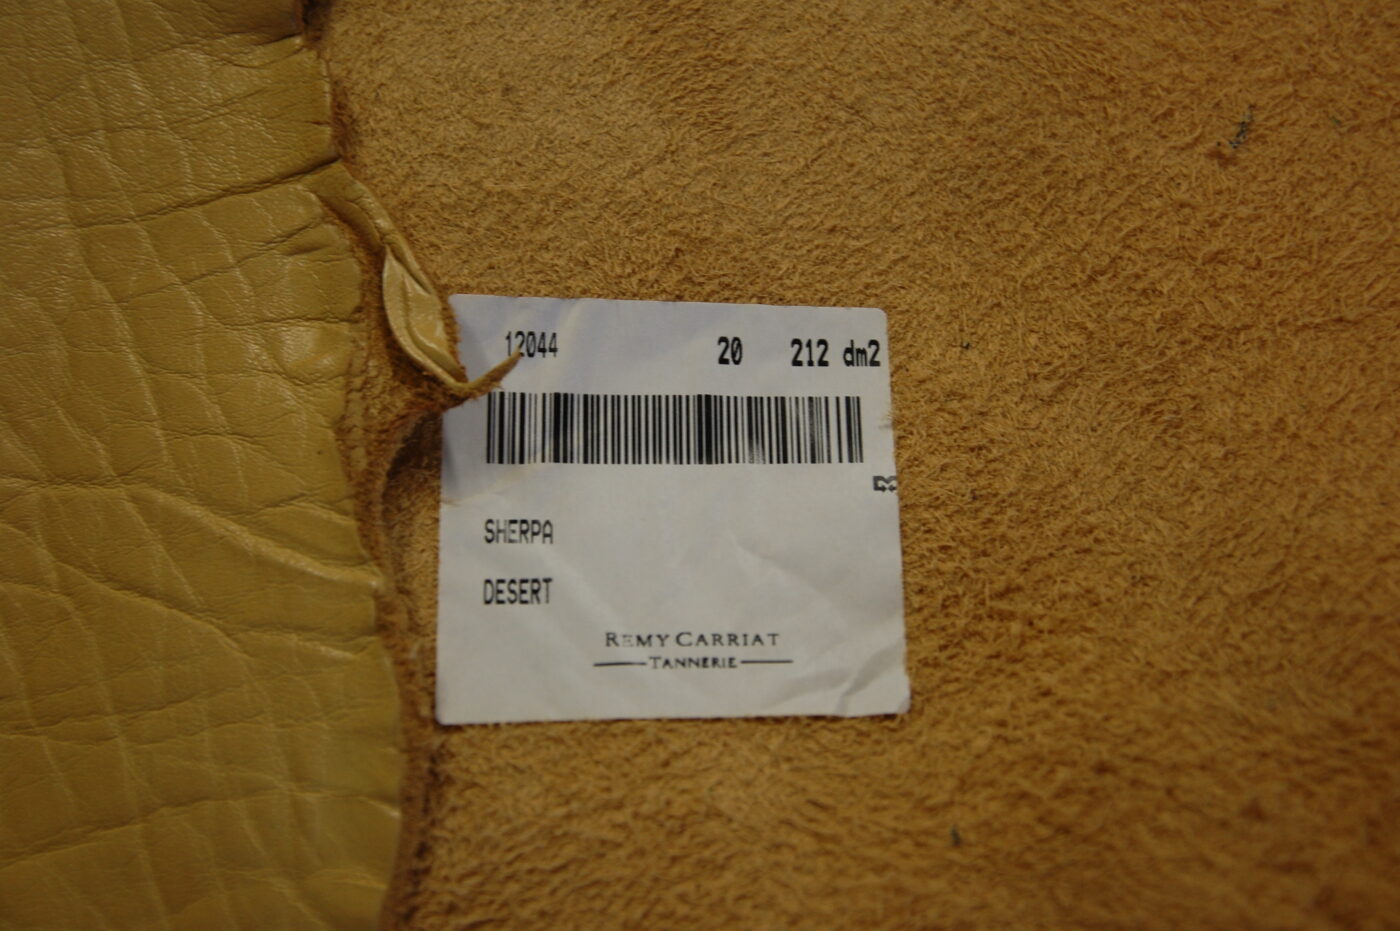 12044 20 212 dm2
SHERPA
DESERT
REMY CARRIAT
TANNERIE